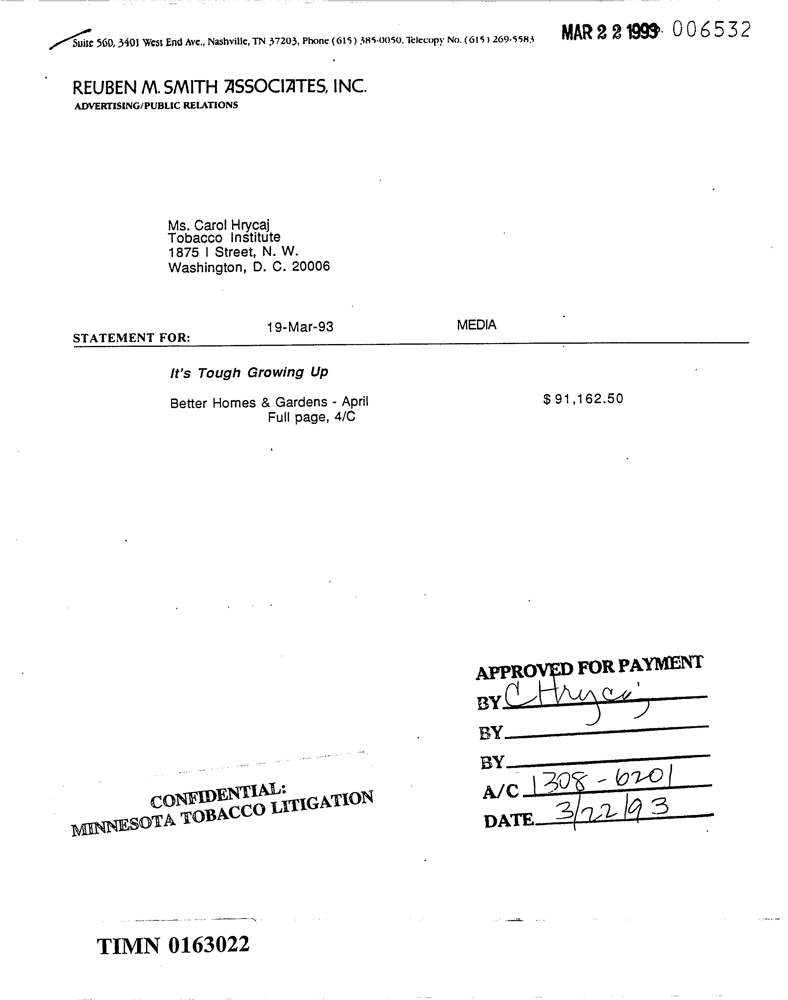 Suite 560, 3401 West End Ave., Nashville, TN 37203, Phone (615) 385-0050, Telecopy No. (615) 269-5583
MAR 2 2 1993 006532
REUBEN M. SMITH ASSOCIATES, INC.
ADVERTISING/PUBLIC RELATIONS
Ms. Carol Hrycaj
Tobacco Institute
1875 I Street, N. W.
Washington, D. C. 20006
STATEMENT FOR: 19-Mar-93 MEDIA
It's Tough Growing Up
Better Homes & Gardens - April $91,162.50
Full page, 4/C
APPROVED FOR PAYMENT
BY C Hrycaj
BY
BY
A/C 1308-6201
DATE 3/22/93
CONFIDENTIAL:
MINNESOTA TOBACCO LITIGATION
TIMN 0163022